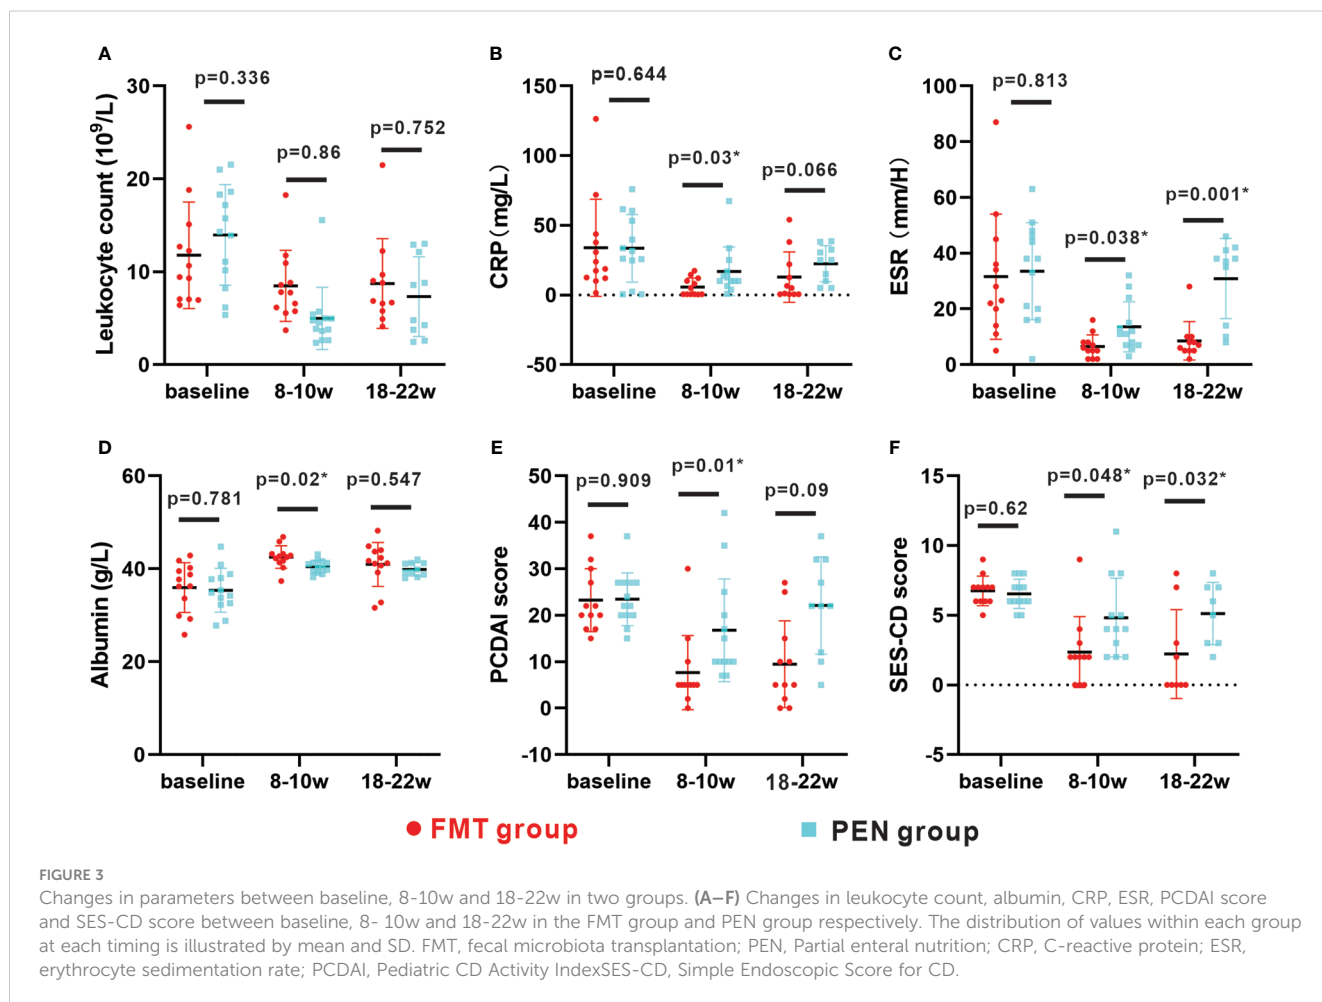 A
p=0.336
p=0.86
p=0.752
Leukocyte count (10^9/L)
30
20
10
0
baseline
8-10w
18-22w
B
p=0.644
p=0.03*
p=0.066
CRP (mg/L)
150
100
50
0
-50
baseline
8-10w
18-22w
C
p=0.813
p=0.038*
p=0.001*
ESR (mm/H)
100
80
60
40
20
0
baseline
8-10w
18-22w
D
p=0.781
p=0.02*
p=0.547
Albumin (g/L)
60
40
20
0
baseline
8-10w
18-22w
E
p=0.909
p=0.01*
p=0.09
PCDAI score
50
40
30
20
10
0
-10
baseline
8-10w
18-22w
F
p=0.62
p=0.048*
p=0.032*
SES-CD score
15
10
5
0
-5
baseline
8-10w
18-22w
FMT group
PEN group
FIGURE 3
Changes in parameters between baseline, 8-10w and 18-22w in two groups. (A–F) Changes in leukocyte count, albumin, CRP, ESR, PCDAI score
and SES-CD score between baseline, 8- 10w and 18-22w in the FMT group and PEN group respectively. The distribution of values within each group
at each timing is illustrated by mean and SD. FMT, fecal microbiota transplantation; PEN, Partial enteral nutrition; CRP, C-reactive protein; ESR,
erythrocyte sedimentation rate; PCDAI, Pediatric CD Activity IndexSES-CD, Simple Endoscopic Score for CD.